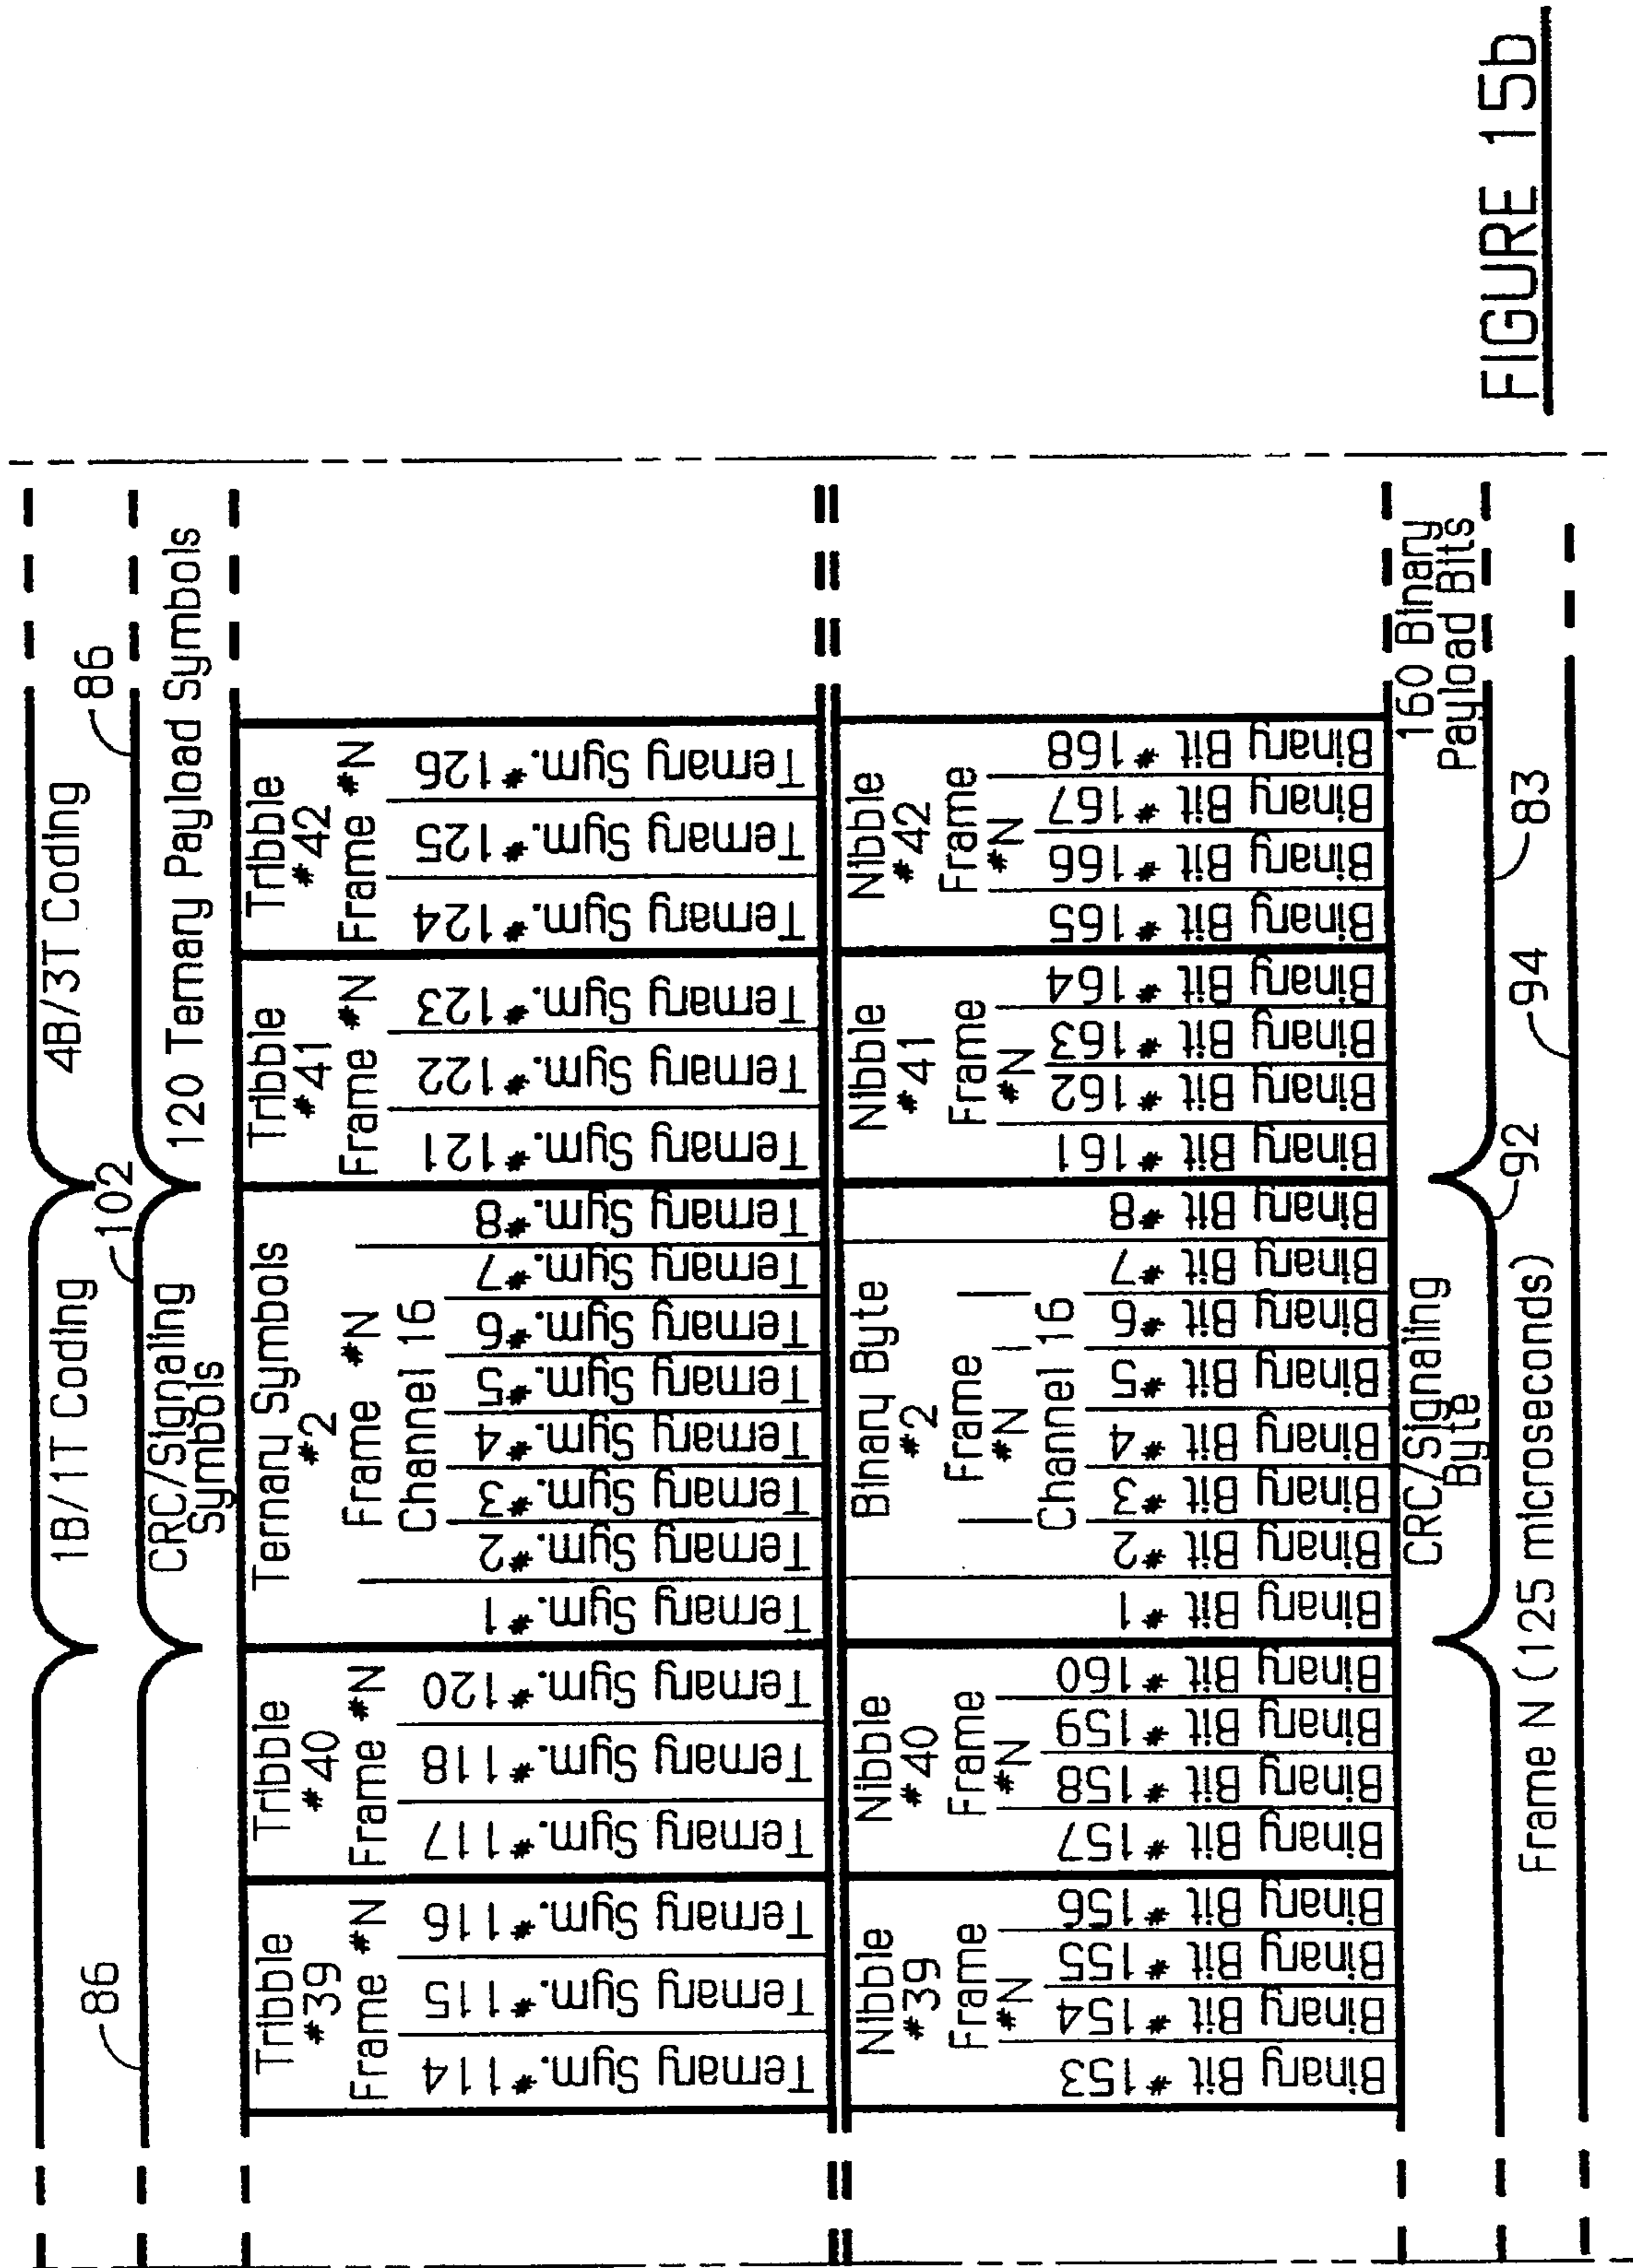 1B/1T Coding
4B/3T Coding
86
102
86
CRC/Signaling
Symbols
120 Ternary Payload Symbols
Tribble
#39
Frame #N
Ternary Sym. #114
Ternary Sym. #115
Ternary Sym. #116
Tribble
#40
Frame #N
Ternary Sym. #117
Ternary Sym. #118
Ternary Sym. #120
Ternary Symbols
#2
Frame #N
Channel 16
Ternary Sym. #1
Ternary Sym. #2
Ternary Sym. #3
Ternary Sym. #4
Ternary Sym. #5
Ternary Sym. #6
Ternary Sym. #7
Ternary Sym. #8
Tribble
#41
Frame #N
Ternary Sym. #121
Ternary Sym. #122
Ternary Sym. #123
Tribble
#42
Frame #N
Ternary Sym. #124
Ternary Sym. #125
Ternary Sym. #126
Nibble
#39
Frame
#N
Binary Bit #153
Binary Bit #154
Binary Bit #155
Binary Bit #156
Nibble
#40
Frame
#N
Binary Bit #157
Binary Bit #158
Binary Bit #159
Binary Bit #160
Binary Byte
#2
Frame
#N
Channel 16
Binary Bit #1
Binary Bit #2
Binary Bit #3
Binary Bit #4
Binary Bit #5
Binary Bit #6
Binary Bit #7
Binary Bit #8
Nibble
#41
Frame
#N
Binary Bit #161
Binary Bit #162
Binary Bit #163
Binary Bit #164
Nibble
#42
Frame
#N
Binary Bit #165
Binary Bit #166
Binary Bit #167
Binary Bit #168
CRC/Signaling
Byte
160 Binary
Payload Bits
92
94
83
Frame N (125 microseconds)
FIGURE 15b